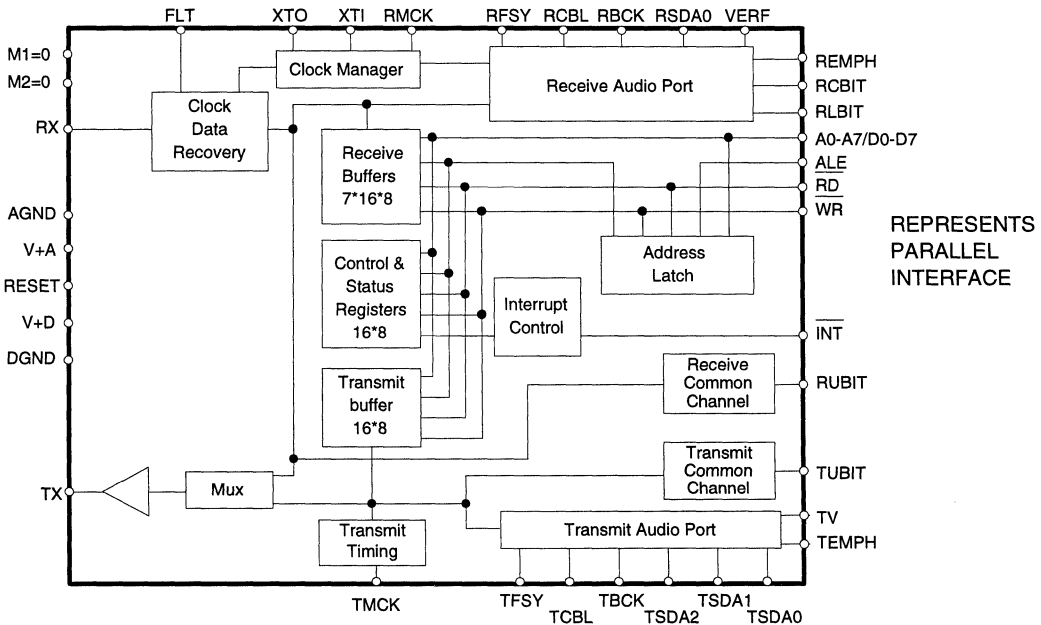 FLT XTO XTI RMCK RFSY RCBL RBCK RSDA0 VERF
M1=0
M2=0
RX
AGND
V+A
RESET
V+D
DGND
TX
Clock Manager
Clock
Data
Recovery
Receive Audio Port
Receive
Buffers
7*16*8
Control &
Status
Registers
16*8
Interrupt
Control
Address
Latch
Transmit
buffer
16*8
Receive
Common
Channel
Transmit
Common
Channel
Mux
Transmit
Timing
Transmit Audio Port
REMPH
RCBIT
RLBIT
A0-A7/D0-D7
ALE
RD
WR
INT
RUBIT
TUBIT
TV
TEMPH
REPRESENTS
PARALLEL
INTERFACE
TMCK TFSY TBCK TSDA1
TCBL TSDA2 TSDA0